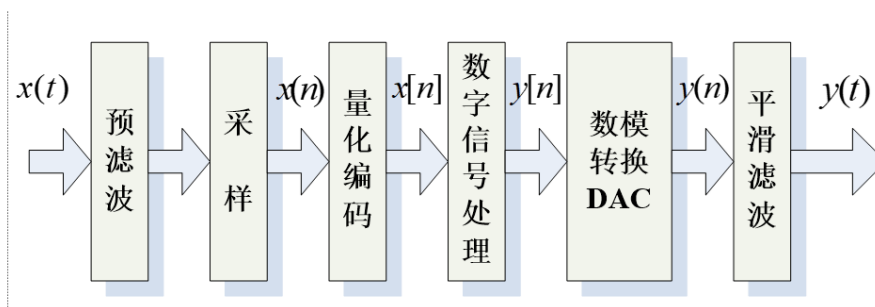 x(t)
预滤波
采样
x(n)
量化编码
x[n]
数字信号处理
y[n]
数模
转换
DAC
y(n)
平滑滤波
y(t)